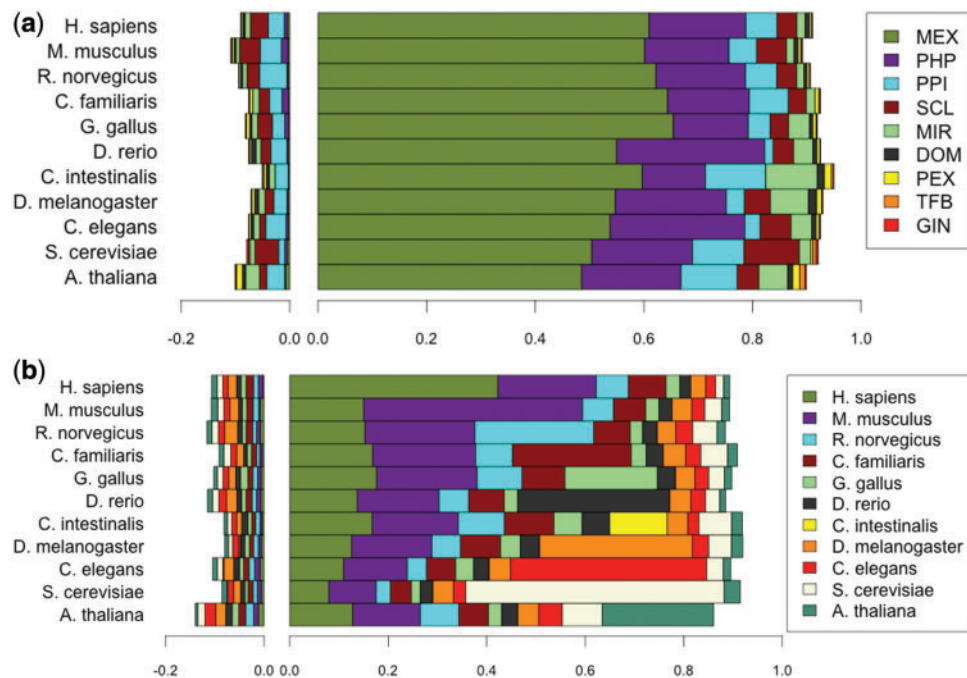 (a)
H. sapiens
M. musculus
R. norvegicus
C. familiaris
G. gallus
D. rerio
C. intestinalis
D. melanogaster
C. elegans
S. cerevisiae
A. thaliana
-0.2 0.0 0.0 0.2 0.4 0.6 0.8 1.0
MEX
PHP
PPI
SCL
MIR
DOM
PEX
TFB
GIN
(b)
H. sapiens
M. musculus
R. norvegicus
C. familiaris
G. gallus
D. rerio
C. intestinalis
D. melanogaster
C. elegans
S. cerevisiae
A. thaliana
-0.2 0.0 0.0 0.2 0.4 0.6 0.8 1.0
H. sapiens
M. musculus
R. norvegicus
C. familiaris
G. gallus
D. rerio
C. intestinalis
D. melanogaster
C. elegans
S. cerevisiae
A. thaliana